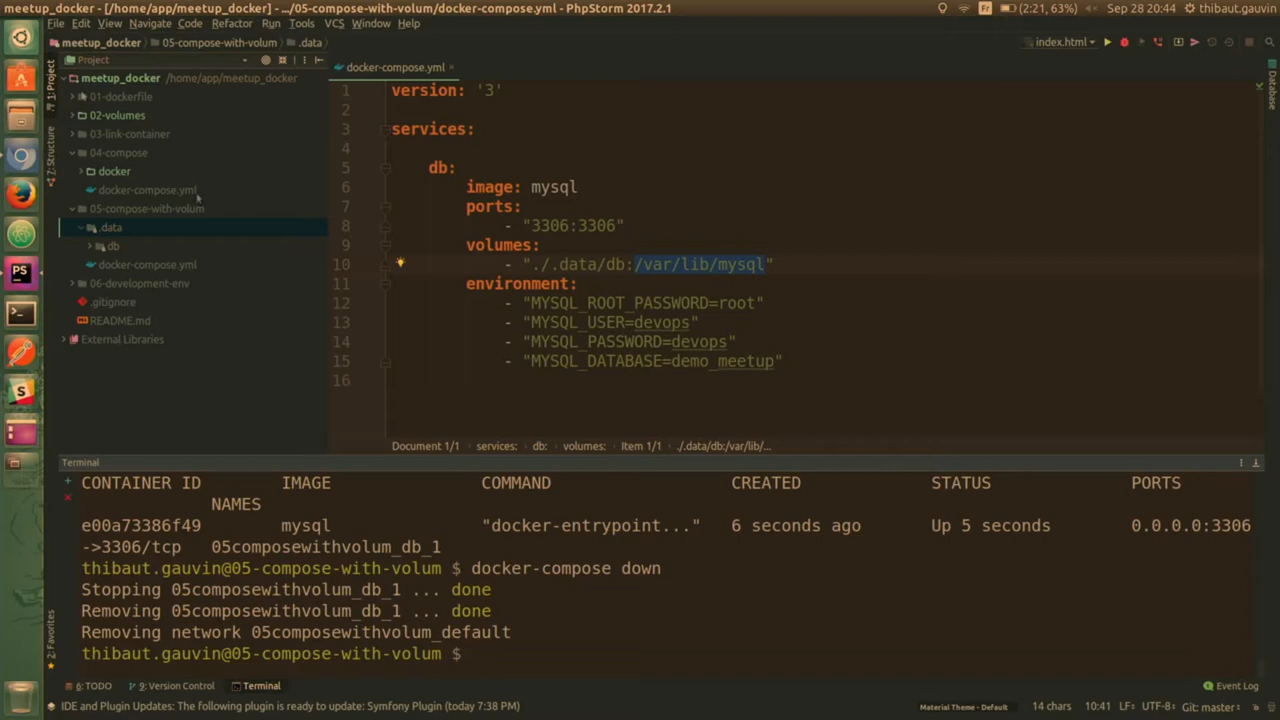 meetup_docker - [/home/app/meetup_docker] - .../05-compose-with-volum/docker-compose.yml - PhpStorm 2017.2.1
Fr (2:21, 63%) Sep 28 20:44 thibaut.gauvin
File Edit View Navigate Code Refactor Run Tools VCS Window Help
meetup_docker 05-compose-with-volum .data index.html
Project docker-compose.yml
1: Project
7: Structure
2: Favorites
Database
meetup_docker /home/app/meetup_docker
01-dockerfile
02-volumes
03-link-container
04-compose
docker
docker-compose.yml
05-compose-with-volum
.data
db
docker-compose.yml
06-development-env
.gitignore
README.md
External Libraries
1 version: '3'
2
3 services:
4
5 db:
6 image: mysql
7 ports:
8 - "3306:3306"
9 volumes:
10 - "./.data/db:/var/lib/mysql"
11 environment:
12 - "MYSQL_ROOT_PASSWORD=root"
13 - "MYSQL_USER=devops"
14 - "MYSQL_PASSWORD=devops"
15 - "MYSQL_DATABASE=demo_meetup"
16
Document 1/1 services: db: volumes: Item 1/1 ./.data/db:/var/lib/...
Terminal
CONTAINER ID IMAGE COMMAND CREATED STATUS PORTS
NAMES
e00a73386f49 mysql "docker-entrypoint..." 6 seconds ago Up 5 seconds 0.0.0.0:3306
->3306/tcp 05composewithvolum_db_1
thibaut.gauvin@05-compose-with-volum $ docker-compose down
Stopping 05composewithvolum_db_1 ... done
Removing 05composewithvolum_db_1 ... done
Removing network 05composewithvolum_default
thibaut.gauvin@05-compose-with-volum $
6: TODO 9: Version Control Terminal Event Log
IDE and Plugin Updates: The following plugin is ready to update: Symfony Plugin (today 7:38 PM) Material Theme - Default 14 chars 10:41 LF÷ UTF-8÷ Git: master÷